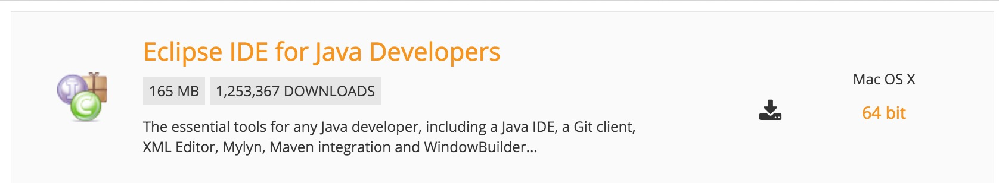 Eclipse IDE for Java Developers
165 MB 1,253,367 DOWNLOADS
The essential tools for any Java developer, including a Java IDE, a Git client,
XML Editor, Mylyn, Maven integration and WindowBuilder...
Mac OS X
64 bit
J
C